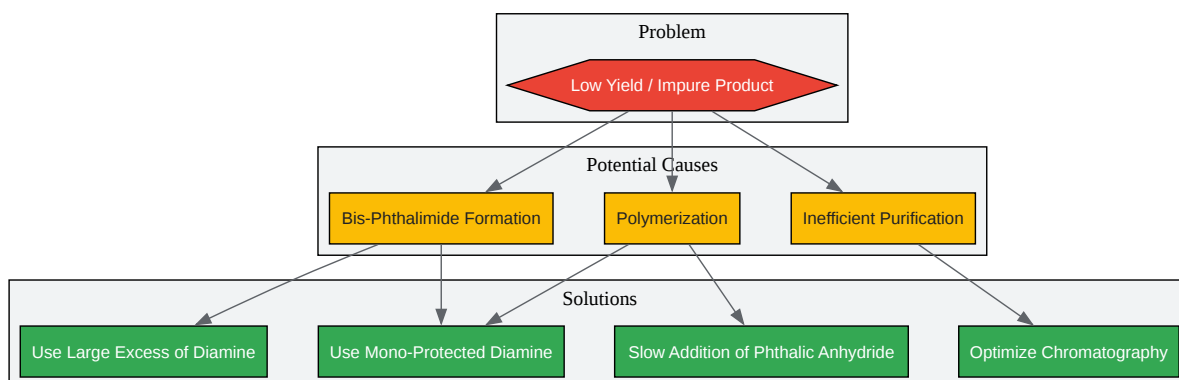 Problem
Low Yield / Impure Product
Potential Causes
Bis-Phthalimide Formation
Polymerization
Inefficient Purification
Solutions
Use Large Excess of Diamine
Use Mono-Protected Diamine
Slow Addition of Phthalic Anhydride
Optimize Chromatography